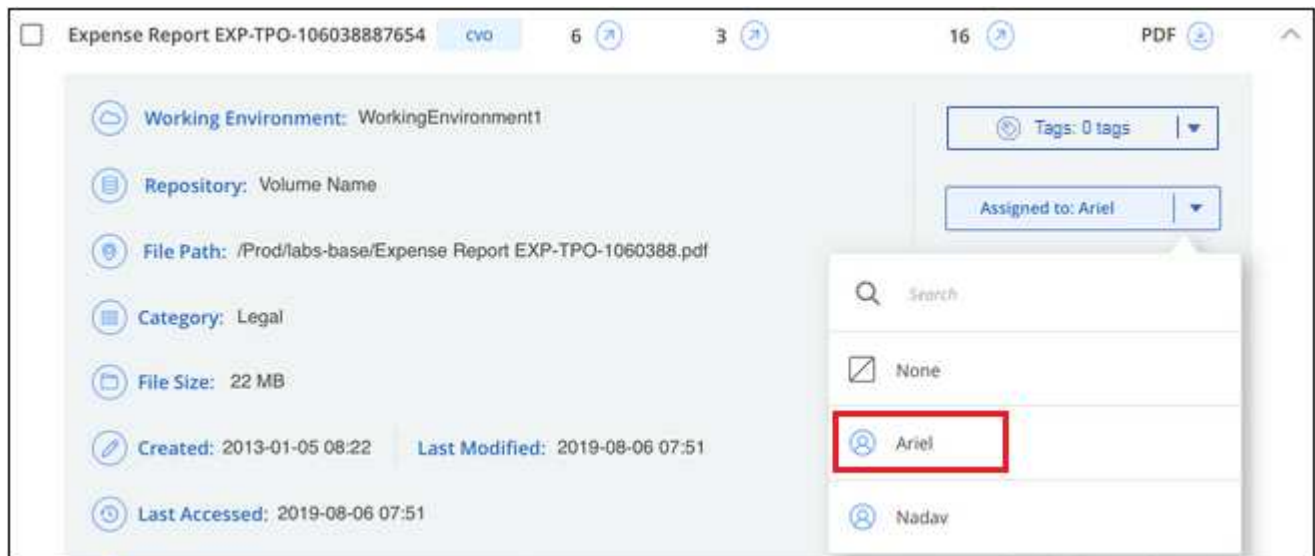 Expense Report EXP-TPO-106038887654 CVO 6 3 16 PDF
Working Environment: WorkingEnvironment1
Tags: 0 tags
Repository: Volume Name
Assigned to: Ariel
File Path: /Prod/labs-base/Expense Report EXP-TPO-1060388.pdf
Search
Category: Legal
None
File Size: 22 MB
Ariel
Created: 2013-01-05 08:22 Last Modified: 2019-08-06 07:51
Last Accessed: 2019-08-06 07:51
Nadav